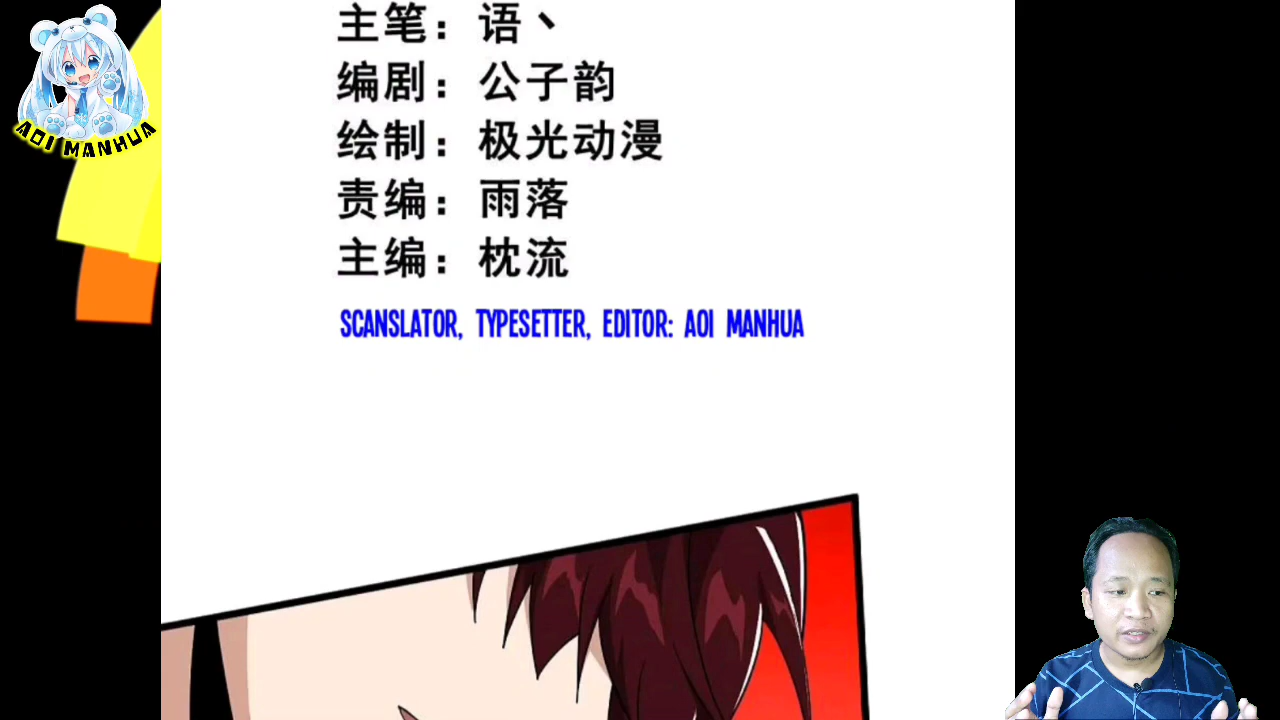 主笔：语丶
编剧：公子韵
绘制：极光动漫
责编：雨落
主编：枕流
SCANSLATOR, TYPESETTER, EDITOR: AOI MANHUA
AOI MANHUA